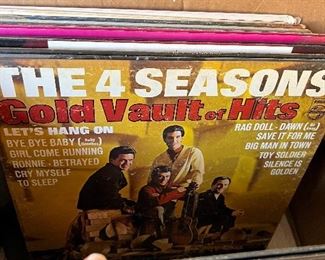 THE 4 SEASONS
Gold Vault of Hits
LET'S HANG ON
BYE BYE BABY
GIRL COME RUNNING
RONNIE - BETRAYED
CRY MYSELF
TO SLEEP
RAG DOLL - DAWN
SAVE IT FOR ME
BIG MAN IN TOWN
TOY SOLDIER
SILENCE IS
GOLDEN